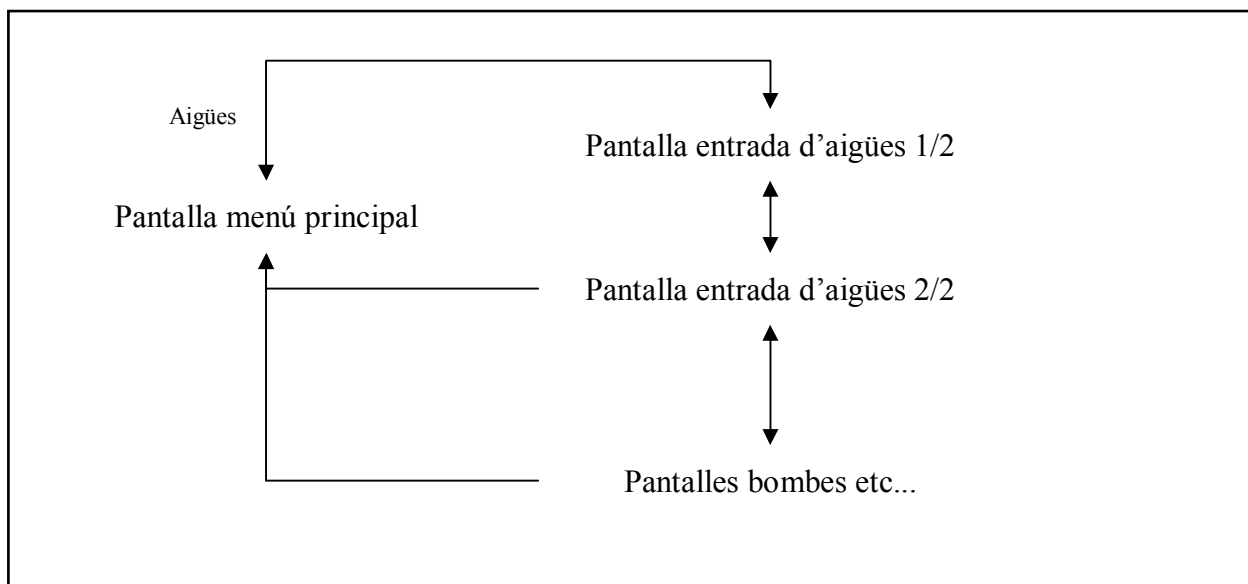 Aigües
Pantalla entrada d’aigües 1/2
Pantalla menú principal
Pantalla entrada d’aigües 2/2
Pantalles bombes etc...